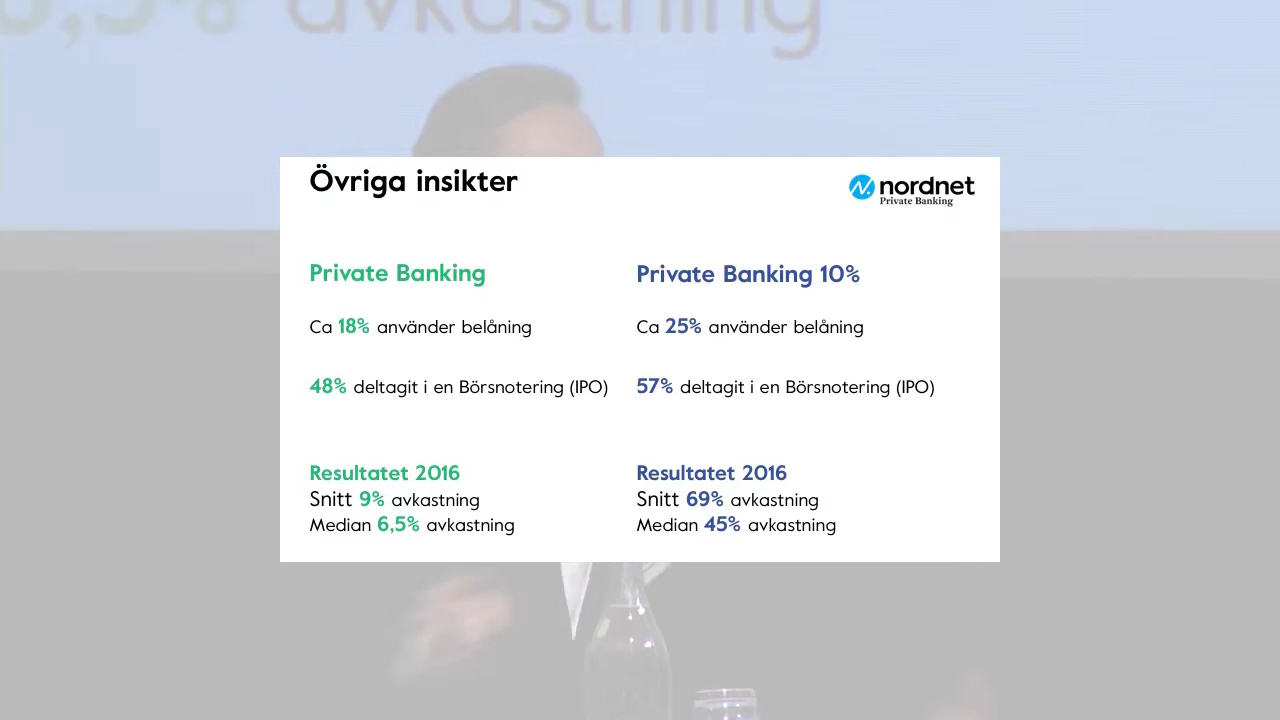 avkastning
Övriga insikter
nordnet
Private Banking
Private Banking
Ca 18% använder belåning
48% deltagit i en Börsnotering (IPO)
Resultatet 2016
Snitt 9% avkastning
Median 6,5% avkastning
Private Banking 10%
Ca 25% använder belåning
57% deltagit i en Börsnotering (IPO)
Resultatet 2016
Snitt 69% avkastning
Median 45% avkastning